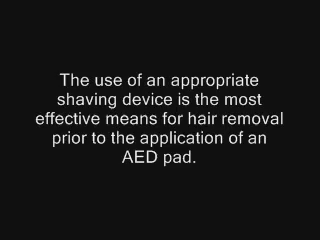 The use of an appropriate
shaving device is the most
effective means for hair removal
prior to the application of an
AED pad.